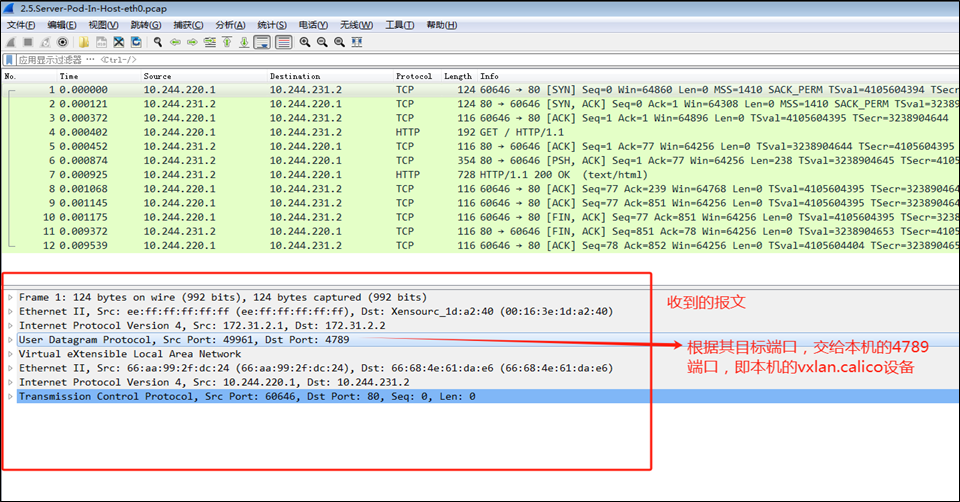 2.5.Server-Pod-In-Host-eth0.pcap
文件(F) 编辑(E) 视图(V) 跳转(G) 捕获(C) 分析(A) 统计(S) 电话(Y) 无线(W) 工具(T) 帮助(H)
应用显示过滤器 … <Ctrl-/>
No. Time Source Destination Protocol Length Info
1 0.000000 10.244.220.1 10.244.231.2 TCP 124 60646 → 80 [SYN] Seq=0 Win=64860 Len=0 MSS=1410 SACK_PERM TSval=4105604394 TSecr
2 0.000121 10.244.231.2 10.244.220.1 TCP 124 80 → 60646 [SYN, ACK] Seq=0 Ack=1 Win=64308 Len=0 MSS=1410 SACK_PERM TSval=32389
3 0.000372 10.244.220.1 10.244.231.2 TCP 116 60646 → 80 [ACK] Seq=1 Ack=1 Win=64896 Len=0 TSval=4105604395 TSecr=3238904644
4 0.000402 10.244.220.1 10.244.231.2 HTTP 192 GET / HTTP/1.1
5 0.000452 10.244.231.2 10.244.220.1 TCP 116 80 → 60646 [ACK] Seq=1 Ack=77 Win=64256 Len=0 TSval=3238904644 TSecr=4105604395
6 0.000874 10.244.231.2 10.244.220.1 TCP 354 80 → 60646 [PSH, ACK] Seq=1 Ack=77 Win=64256 Len=238 TSval=3238904645 TSecr=4105
7 0.000925 10.244.231.2 10.244.220.1 HTTP 728 HTTP/1.1 200 OK (text/html)
8 0.001068 10.244.220.1 10.244.231.2 TCP 116 60646 → 80 [ACK] Seq=77 Ack=239 Win=64768 Len=0 TSval=4105604395 TSecr=323890464
9 0.001145 10.244.220.1 10.244.231.2 TCP 116 60646 → 80 [ACK] Seq=77 Ack=851 Win=64256 Len=0 TSval=4105604395 TSecr=323890464
10 0.001175 10.244.220.1 10.244.231.2 TCP 116 60646 → 80 [FIN, ACK] Seq=77 Ack=851 Win=64256 Len=0 TSval=4105604395 TSecr=3238
11 0.009372 10.244.231.2 10.244.220.1 TCP 116 80 → 60646 [FIN, ACK] Seq=851 Ack=78 Win=64256 Len=0 TSval=3238904653 TSecr=4105
12 0.009539 10.244.220.1 10.244.231.2 TCP 116 60646 → 80 [ACK] Seq=78 Ack=852 Win=64256 Len=0 TSval=4105604404 TSecr=323890465
Frame 1: 124 bytes on wire (992 bits), 124 bytes captured (992 bits)
收到的报文
Ethernet II, Src: ee:ff:ff:ff:ff:ff (ee:ff:ff:ff:ff:ff), Dst: Xensourc_1d:a2:40 (00:16:3e:1d:a2:40)
Internet Protocol Version 4, Src: 172.31.2.1, Dst: 172.31.2.2
User Datagram Protocol, Src Port: 49961, Dst Port: 4789
根据其目标端口，交给本机的4789
端口，即本机的vxlan.calico设备
Virtual eXtensible Local Area Network
Ethernet II, Src: 66:aa:99:2f:dc:24 (66:aa:99:2f:dc:24), Dst: 66:68:4e:61:da:e6 (66:68:4e:61:da:e6)
Internet Protocol Version 4, Src: 10.244.220.1, Dst: 10.244.231.2
Transmission Control Protocol, Src Port: 60646, Dst Port: 80, Seq: 0, Len: 0